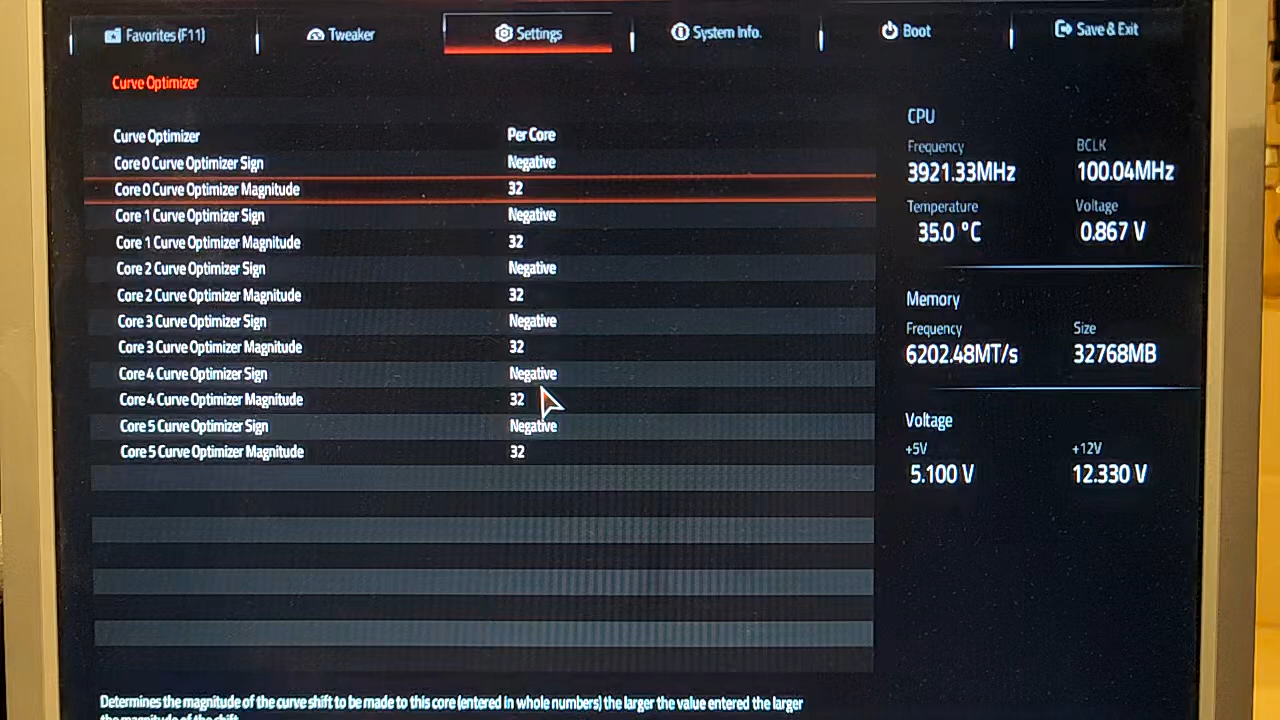 Favorites (F11) Tweaker Settings System Info. Boot Save & Exit
Curve Optimizer
Curve Optimizer Per Core
Core 0 Curve Optimizer Sign Negative
Core 0 Curve Optimizer Magnitude 32
Core 1 Curve Optimizer Sign Negative
Core 1 Curve Optimizer Magnitude 32
Core 2 Curve Optimizer Sign Negative
Core 2 Curve Optimizer Magnitude 32
Core 3 Curve Optimizer Sign Negative
Core 3 Curve Optimizer Magnitude 32
Core 4 Curve Optimizer Sign Negative
Core 4 Curve Optimizer Magnitude 32
Core 5 Curve Optimizer Sign Negative
Core 5 Curve Optimizer Magnitude 32
Determines the magnitude of the curve shift to be made to this core (entered in whole numbers) the larger the value entered the larger
the magnitude of the shift
CPU
Frequency BCLK
3921.33MHz 100.04MHz
Temperature Voltage
35.0 °C 0.867 V
Memory
Frequency Size
6202.48MT/s 32768MB
Voltage
+5V +12V
5.100 V 12.330 V